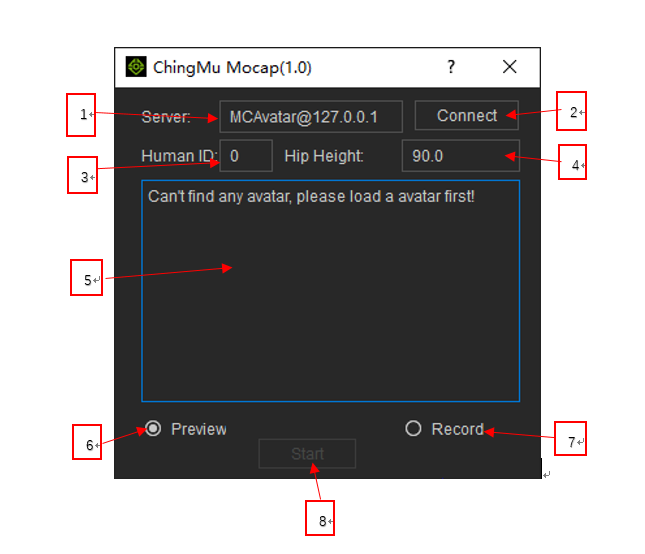 ChingMu Mocap(1.0) ?
1 Server: MCAvatar@127.0.0.1 Connect 2
3 Human ID: 0 Hip Height: 90.0 4
Can't find any avatar, please load a avatar first!
5
6 Preview Record 7
Start
8